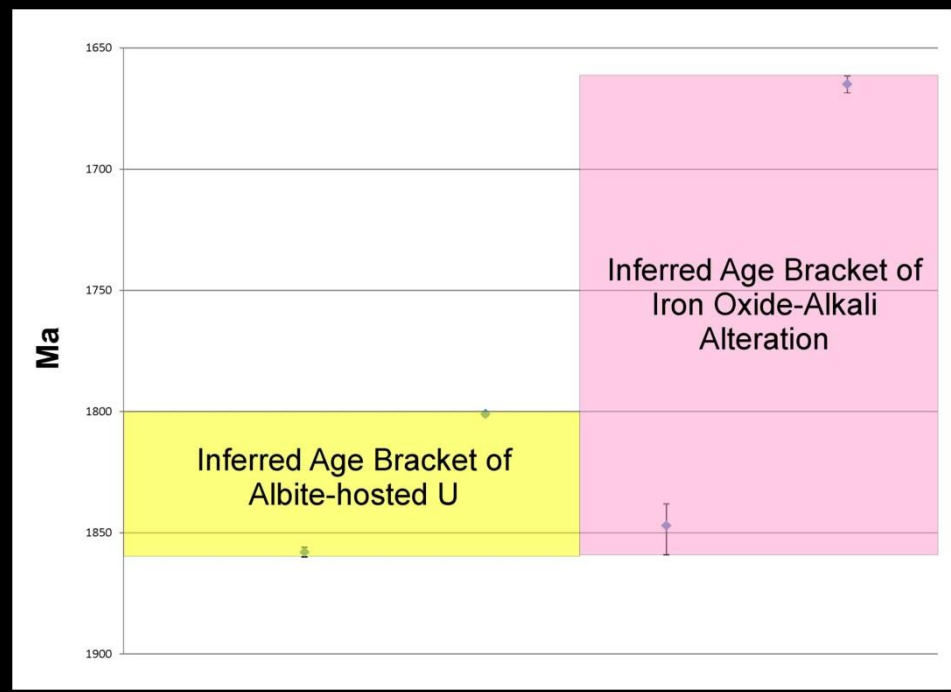 1650
1700
1750
1800
1850
1900
Ma
Inferred Age Bracket of
Albite-hosted U
Inferred Age Bracket of
Iron Oxide-Alkali
Alteration